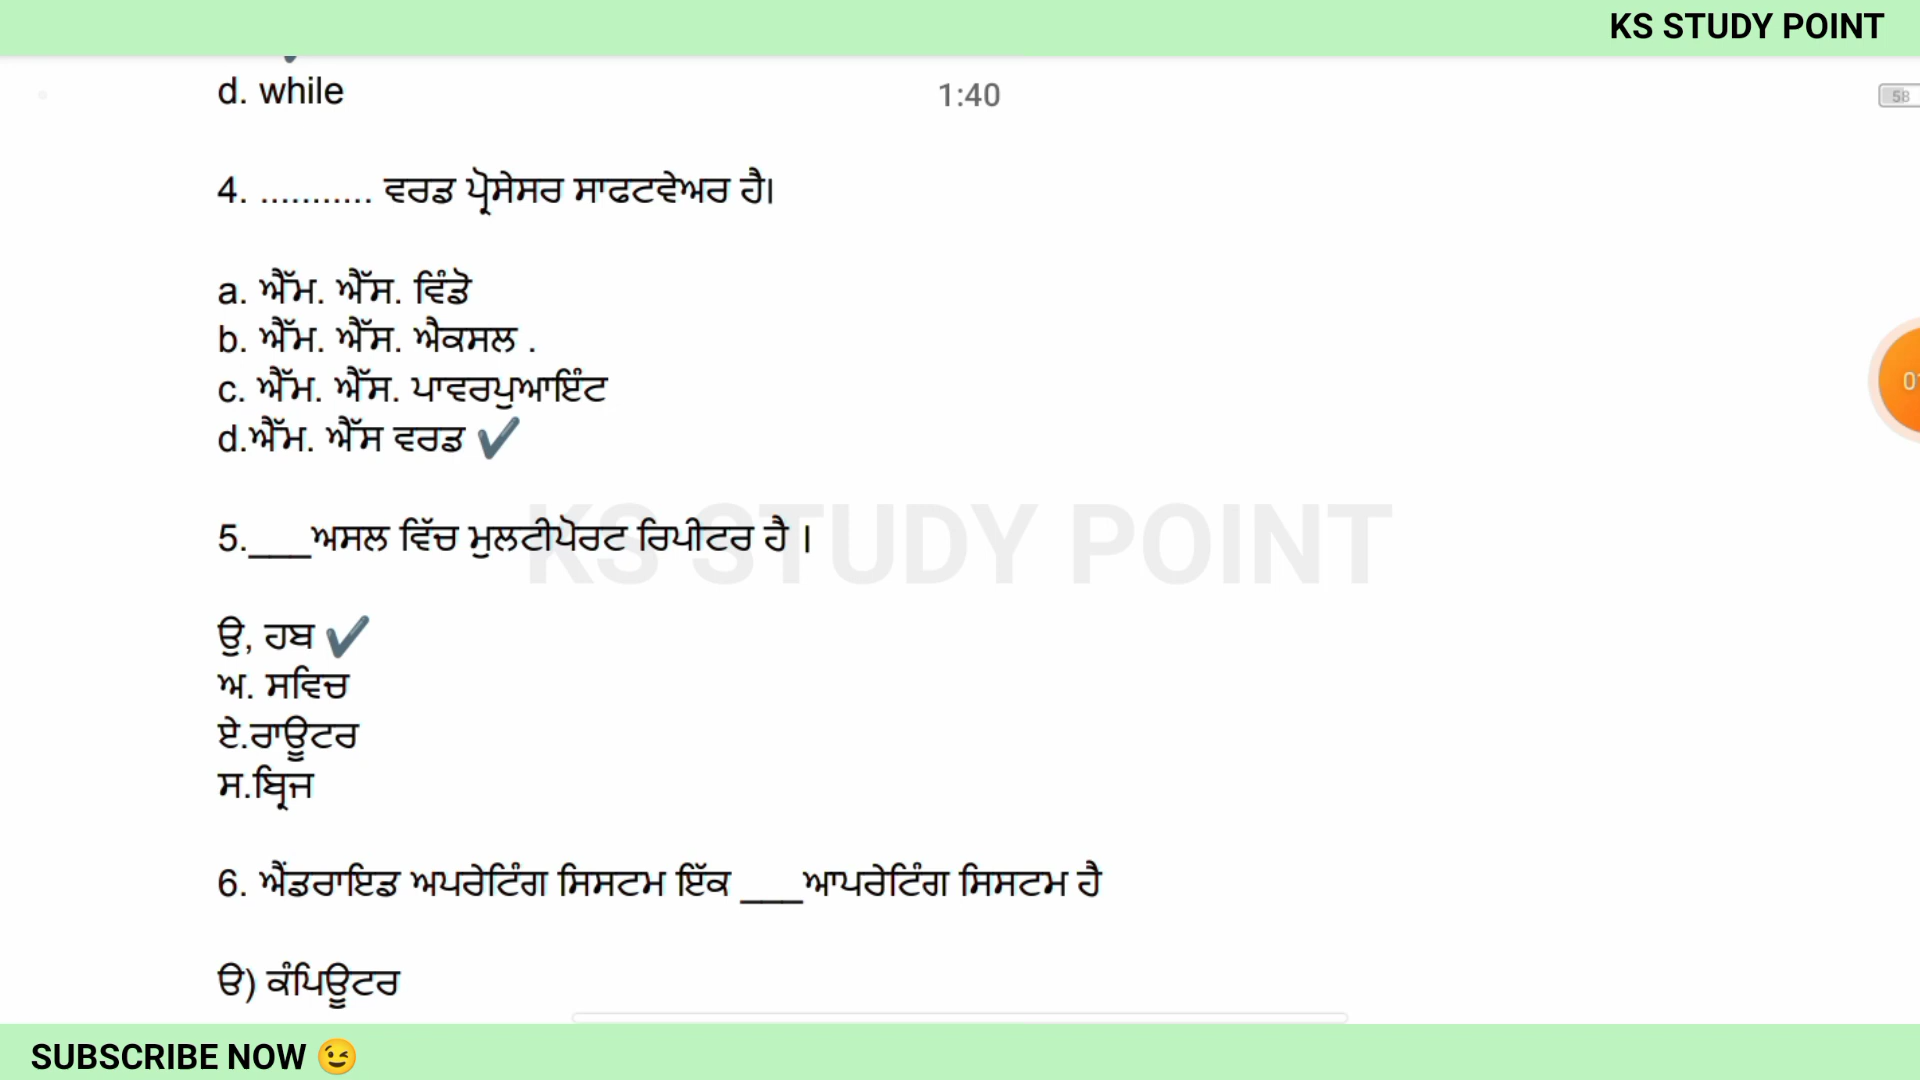 KS STUDY POINT
d. while
1:40
58
4. ........... ਵਰਡ ਪ੍ਰੋਸੇਸਰ ਸਾਫਟਵੇਅਰ ਹੈ।
a. ਐੱਮ. ਐੱਸ. ਵਿੰਡੋ
b. ਐੱਮ. ਐੱਸ. ਐਕਸਲ .
c. ਐੱਮ. ਐੱਸ. ਪਾਵਰਪੁਆਇੰਟ
d.ਐੱਮ. ਐੱਸ ਵਰਡ ✔
5.___ਅਸਲ ਵਿੱਚ ਮੁਲਟੀਪੋਰਟ ਰਿਪੀਟਰ ਹੈ ।
KS STUDY POINT
ਉ, ਹਬ ✔
ਅ. ਸਵਿਚ
ਏ.ਰਾਊਟਰ
ਸ.ਬ੍ਰਿਜ
6. ਐਂਡਰਾਇਡ ਅਪਰੇਟਿੰਗ ਸਿਸਟਮ ਇੱਕ ___ਆਪਰੇਟਿੰਗ ਸਿਸਟਮ ਹੈ
ੳ) ਕੰਪਿਊਟਰ
SUBSCRIBE NOW 😉